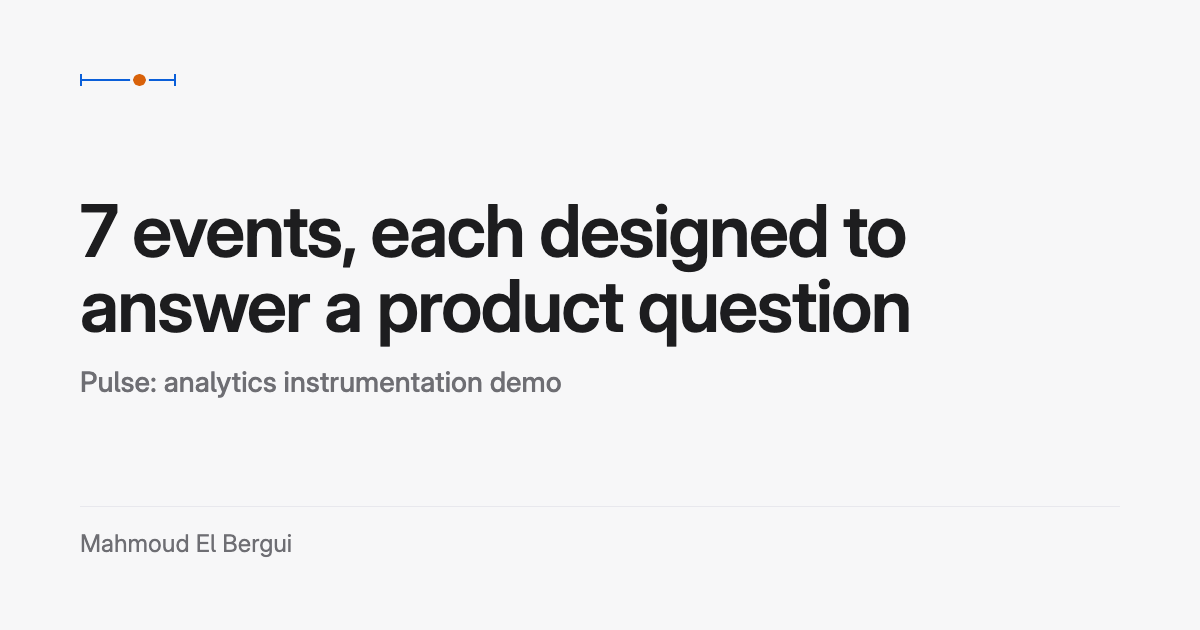 7 events, each designed to
answer a product question
Pulse: analytics instrumentation demo
Mahmoud El Bergui